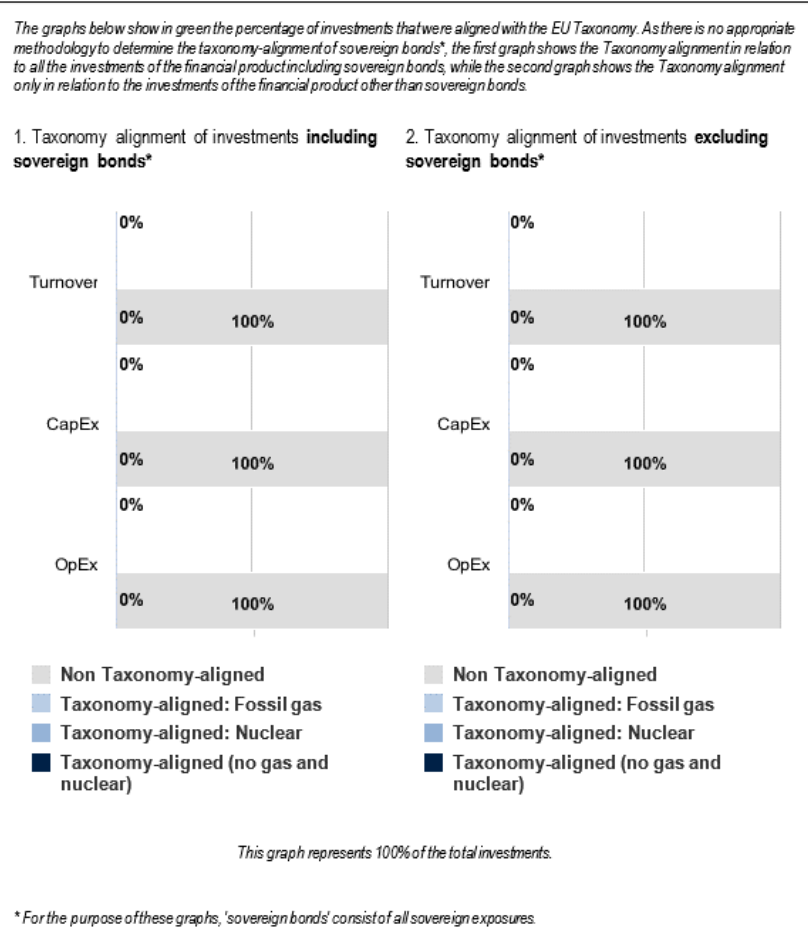 The graphs below show in green the percentage of investments that were aligned with the EU Taxonomy. As there is no appropriate
methodology to determine the taxonomy-alignment of sovereign bonds*, the first graph shows the Taxonomy alignment in relation
to all the investments of the financial product including sovereign bonds, while the second graph shows the Taxonomy alignment
only in relation to the investments of the financial product other than sovereign bonds.
1. Taxonomy alignment of investments including
sovereign bonds*
0%
Turnover
0% 100%
0%
CapEx
0% 100%
0%
OpEx
0% 100%
Non Taxonomy-aligned
Taxonomy-aligned: Fossil gas
Taxonomy-aligned: Nuclear
Taxonomy-aligned (no gas and
nuclear)
2. Taxonomy alignment of investments excluding
sovereign bonds*
0%
Turnover
0% 100%
0%
CapEx
0% 100%
0%
OpEx
0% 100%
Non Taxonomy-aligned
Taxonomy-aligned: Fossil gas
Taxonomy-aligned: Nuclear
Taxonomy-aligned (no gas and
nuclear)
This graph represents 100% of the total investments.
* For the purpose of these graphs, 'sovereign bonds' consist of all sovereign exposures.